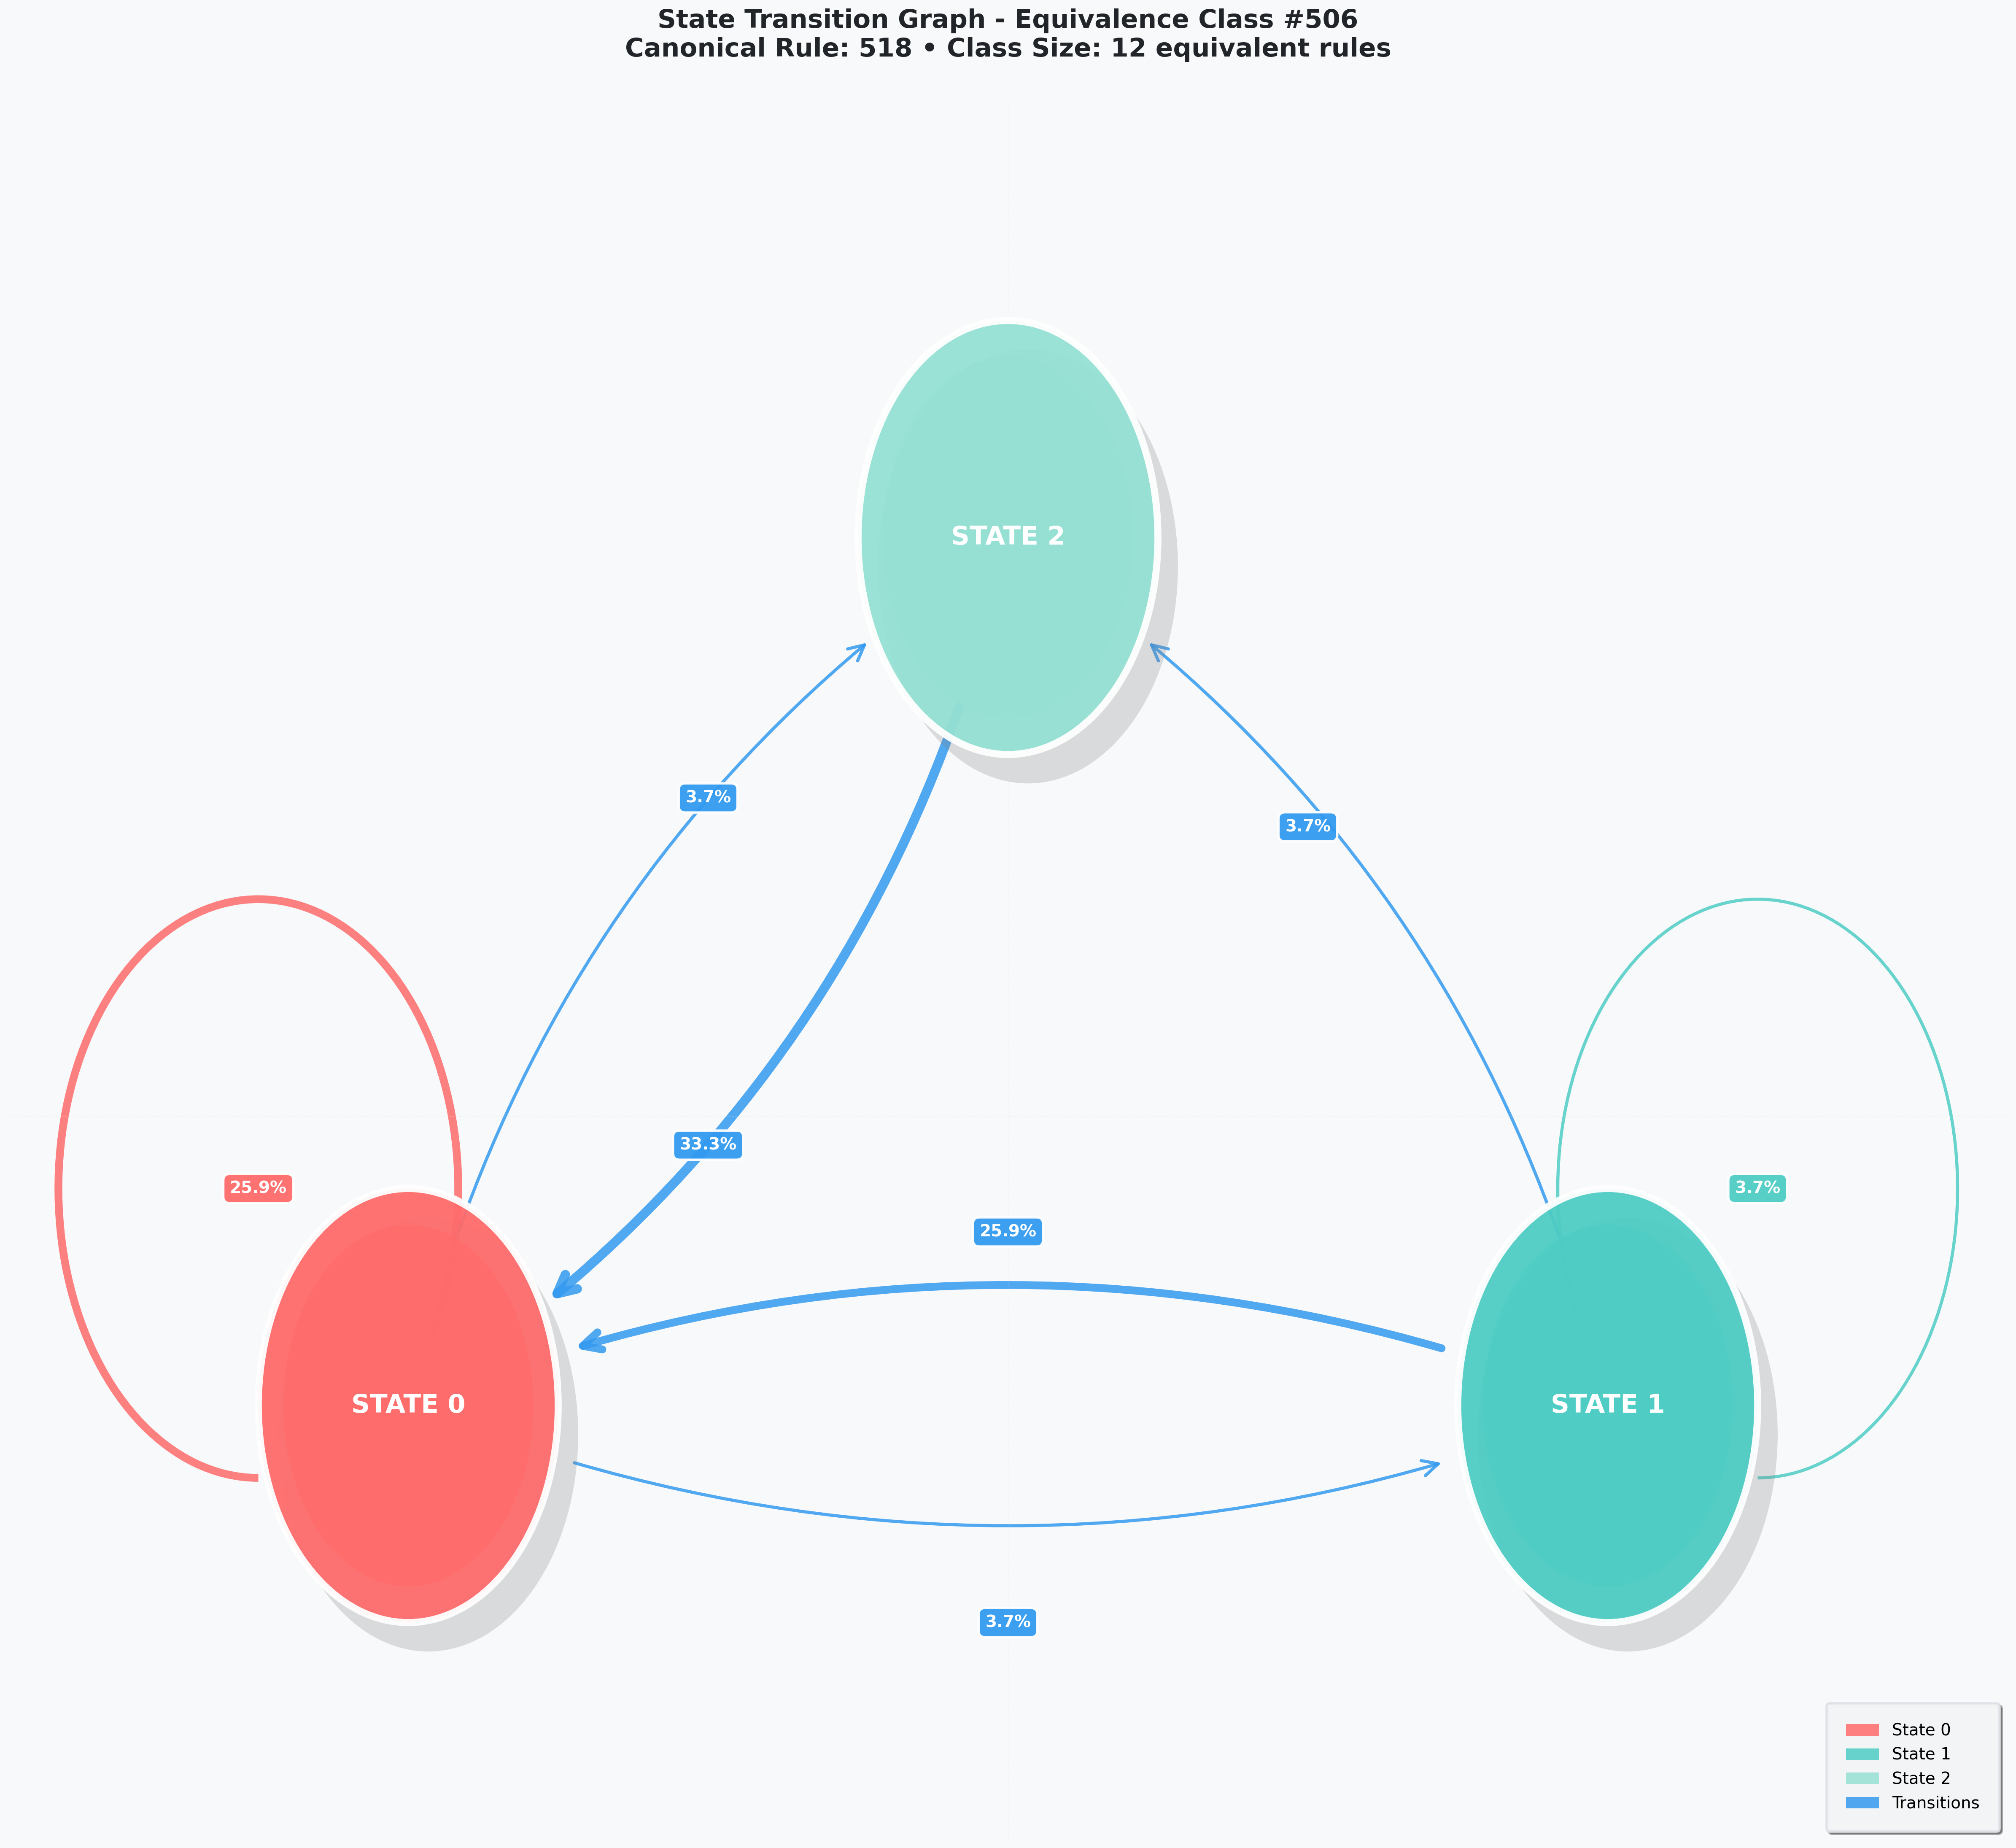 State Transition Graph - Equivalence Class #506
Canonical Rule: 518 • Class Size: 12 equivalent rules
STATE 2
3.7%
3.7%
33.3%
25.9%
3.7%
25.9%
STATE 0
STATE 1
3.7%
State 0
State 1
State 2
Transitions